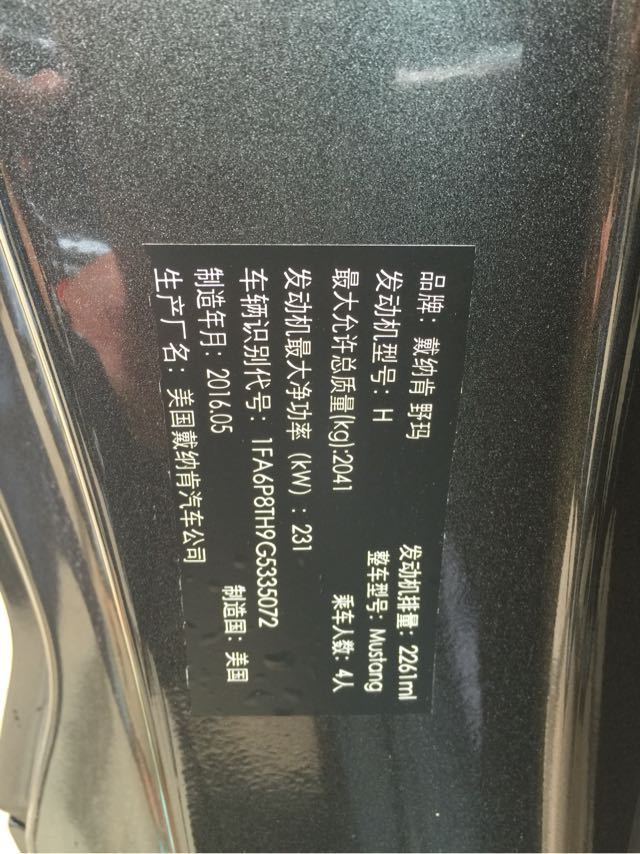 品牌：戴纳肯 野玛 发动机排量：2261ml
发动机型号：H 整车型号：Mustang
最大允许总质量(kg):2041 乘车人数：4人
发动机最大净功率（kW）：231
车辆识别代号：1FA6P8TH9G5335072
制造年月：2016.05 制造国：美国
生产厂名：美国戴纳肯汽车公司